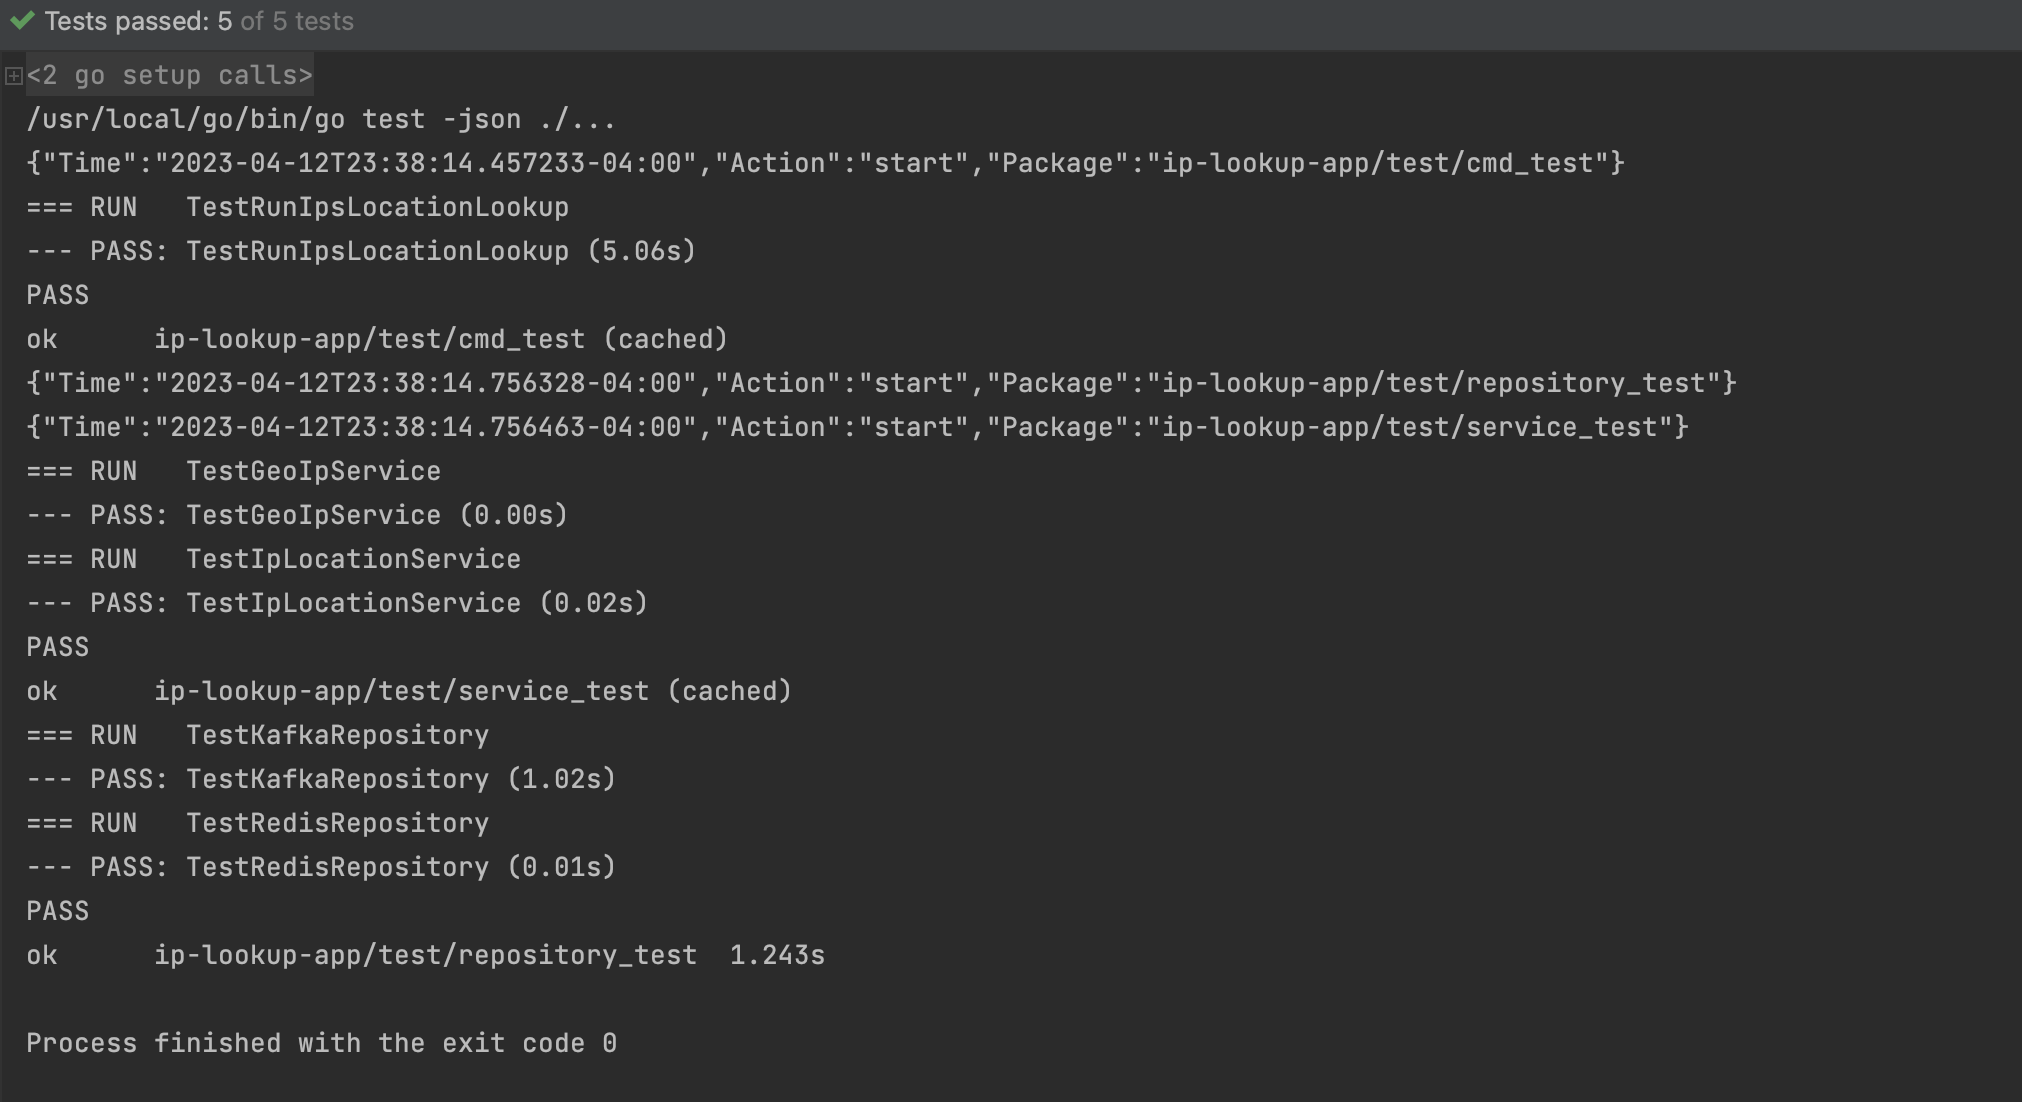 Tests passed: 5 of 5 tests
<2 go setup calls>
/usr/local/go/bin/go test -json ./...
{"Time":"2023-04-12T23:38:14.457233-04:00","Action":"start","Package":"ip-lookup-app/test/cmd_test"}
=== RUN   TestRunIpsLocationLookup
--- PASS: TestRunIpsLocationLookup (5.06s)
PASS
ok      ip-lookup-app/test/cmd_test (cached)
{"Time":"2023-04-12T23:38:14.756328-04:00","Action":"start","Package":"ip-lookup-app/test/repository_test"}
{"Time":"2023-04-12T23:38:14.756463-04:00","Action":"start","Package":"ip-lookup-app/test/service_test"}
=== RUN   TestGeoIpService
--- PASS: TestGeoIpService (0.00s)
=== RUN   TestIpLocationService
--- PASS: TestIpLocationService (0.02s)
PASS
ok      ip-lookup-app/test/service_test (cached)
=== RUN   TestKafkaRepository
--- PASS: TestKafkaRepository (1.02s)
=== RUN   TestRedisRepository
--- PASS: TestRedisRepository (0.01s)
PASS
ok      ip-lookup-app/test/repository_test  1.243s
Process finished with the exit code 0